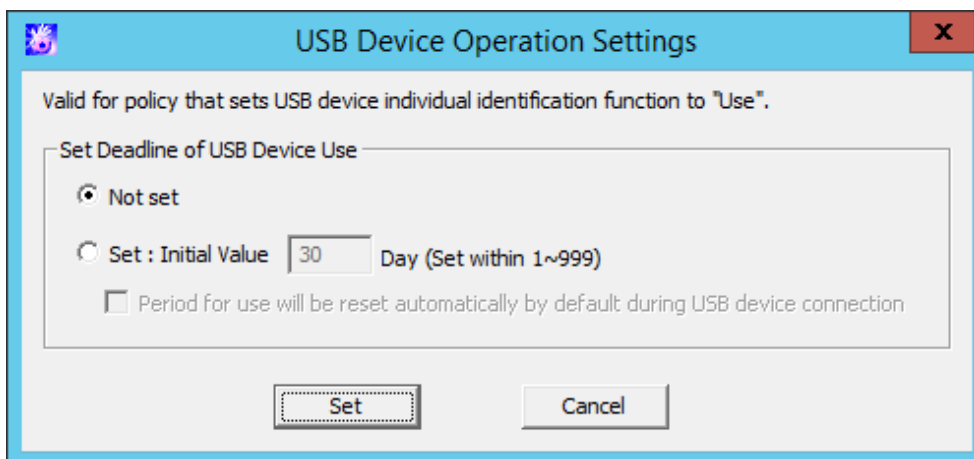 USB Device Operation Settings
x
Valid for policy that sets USB device individual identification function to "Use".
Set Deadline of USB Device Use
Not set
Set : Initial Value 30 Day (Set within 1~999)
Period for use will be reset automatically by default during USB device connection
Set Cancel